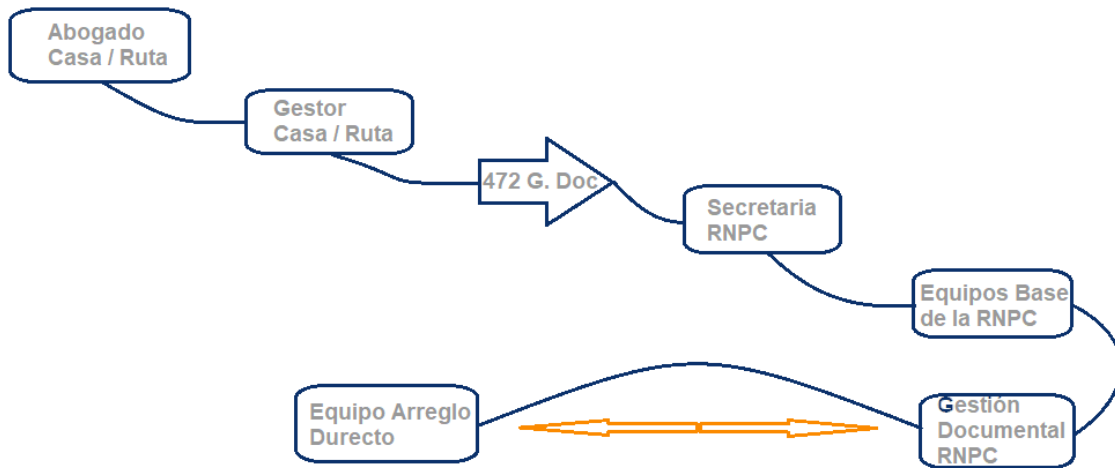 Abogado
Casa / Ruta
Gestor
Casa / Ruta
472 G. Doc
Secretaria
RNPC
Equipos Base
de la RNPC
Equipo Arreglo
Durecto
Gestión
Documental
RNPC